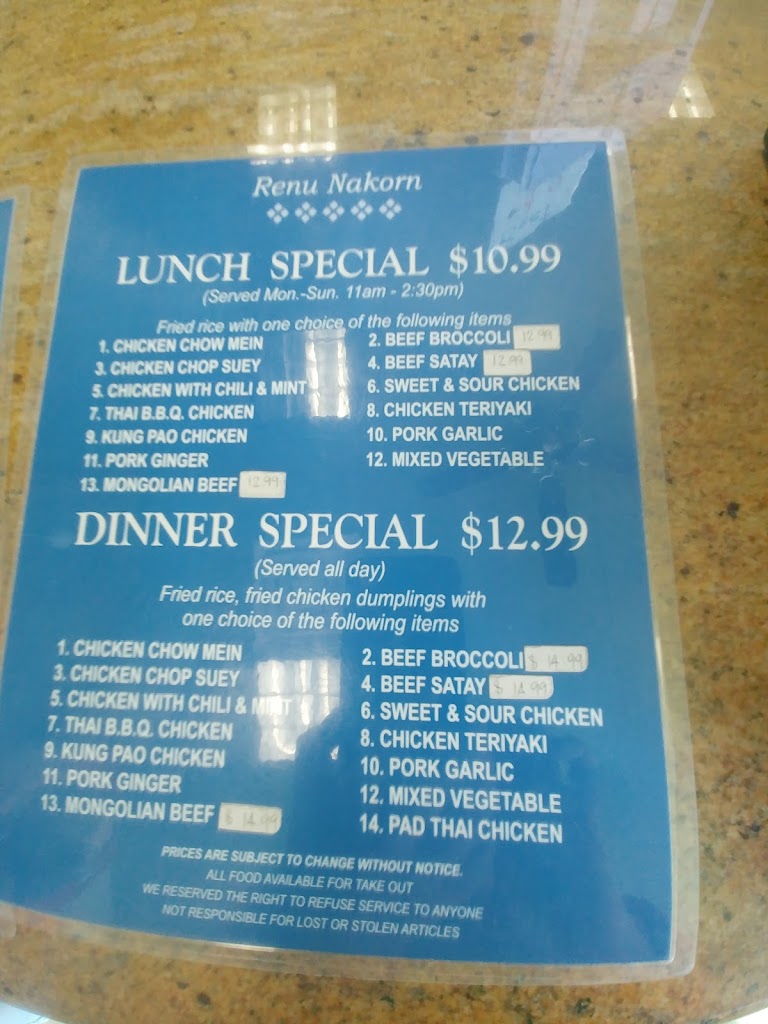 Renu Nakorn
LUNCH SPECIAL $10.99
(Served Mon.-Sun. 11am - 2:30pm)
Fried rice with one choice of the following items
1. CHICKEN CHOW MEIN
2. BEEF BROCCOLI 12.99
3. CHICKEN CHOP SUEY
4. BEEF SATAY 12.99
5. CHICKEN WITH CHILI & MINT
6. SWEET & SOUR CHICKEN
7. THAI B.B.Q. CHICKEN
8. CHICKEN TERIYAKI
9. KUNG PAO CHICKEN
10. PORK GARLIC
11. PORK GINGER
12. MIXED VEGETABLE
13. MONGOLIAN BEEF 12.99
DINNER SPECIAL $12.99
(Served all day)
Fried rice, fried chicken dumplings with
one choice of the following items
1. CHICKEN CHOW MEIN
2. BEEF BROCCOLI $ 14.99
3. CHICKEN CHOP SUEY
4. BEEF SATAY $ 14.99
5. CHICKEN WITH CHILI & MINT
6. SWEET & SOUR CHICKEN
7. THAI B.B.Q. CHICKEN
8. CHICKEN TERIYAKI
9. KUNG PAO CHICKEN
10. PORK GARLIC
11. PORK GINGER
12. MIXED VEGETABLE
13. MONGOLIAN BEEF $ 14.99
14. PAD THAI CHICKEN
PRICES ARE SUBJECT TO CHANGE WITHOUT NOTICE.
ALL FOOD AVAILABLE FOR TAKE OUT
WE RESERVED THE RIGHT TO REFUSE SERVICE TO ANYONE
NOT RESPONSIBLE FOR LOST OR STOLEN ARTICLES